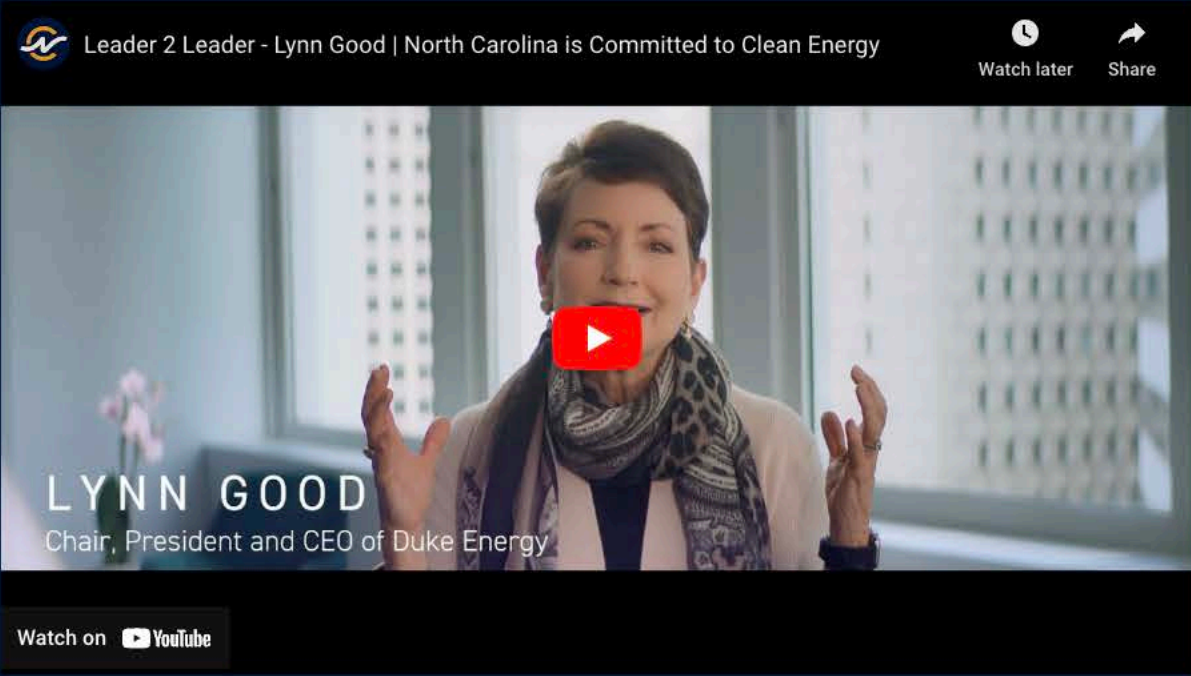 Leader 2 Leader - Lynn Good | North Carolina is Committed to Clean Energy
Watch later
Share
LYNN GOOD
Chair, President and CEO of Duke Energy
Watch on YouTube